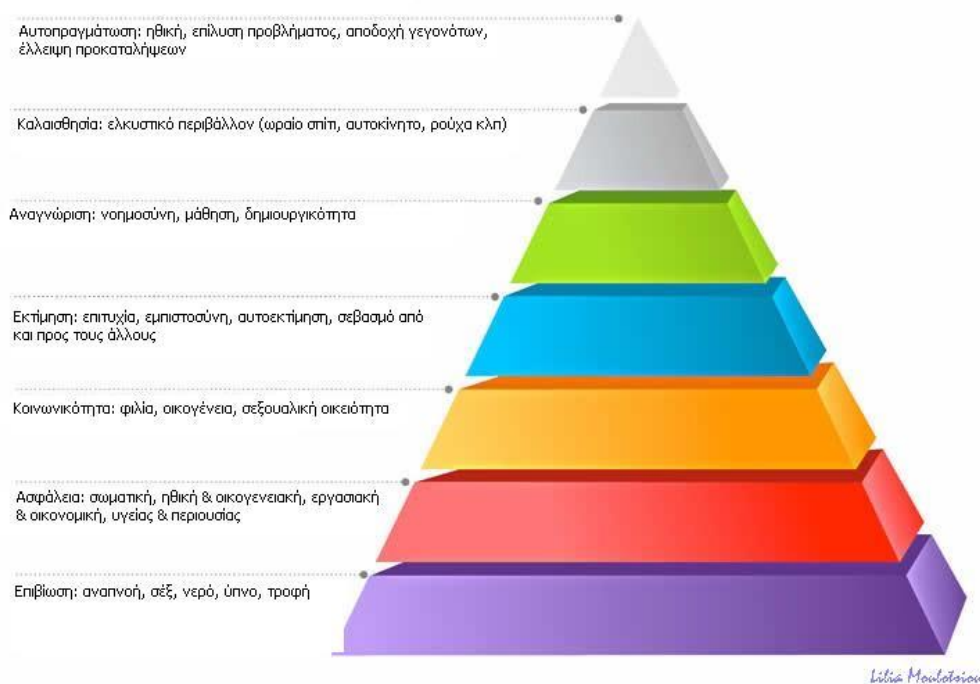 Αυτοπραγμάτωση: ηθική, επίλυση προβλήματος, αποδοχή γεγονότων,
έλλειψη προκαταλήψεων
Καλαισθησία: ελκυστικό περιβάλλον (ωραίο σπίτι, αυτοκίνητο, ρούχα κλπ)
Αναγνώριση: νοημοσύνη, μάθηση, δημιουργικότητα
Εκτίμηση: επιτυχία, εμπιστοσύνη, αυτοεκτίμηση, σεβασμό από
και προς τους άλλους
Κοινωνικότητα: φιλία, οικογένεια, σεξουαλική οικειότητα
Ασφάλεια: σωματική, ηθική & οικογενειακή, εργασιακή
& οικονομική, υγείας & περιουσίας
Επιβίωση: αναπνοή, σέξ, νερό, ύπνο, τροφή
Lilia